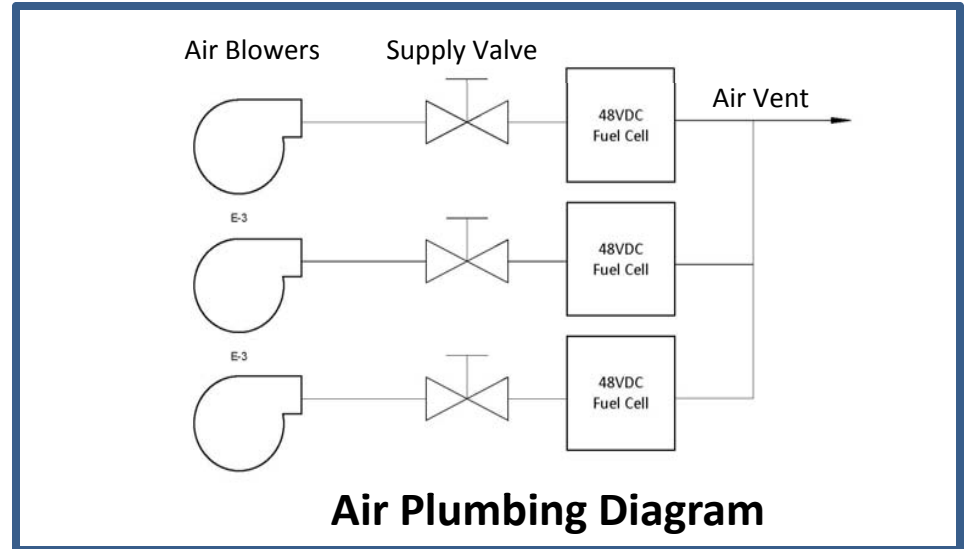 Air Blowers
Supply Valve
Air Vent
48VDC
Fuel Cell
E-3
48VDC
Fuel Cell
E-3
48VDC
Fuel Cell
Air Plumbing Diagram